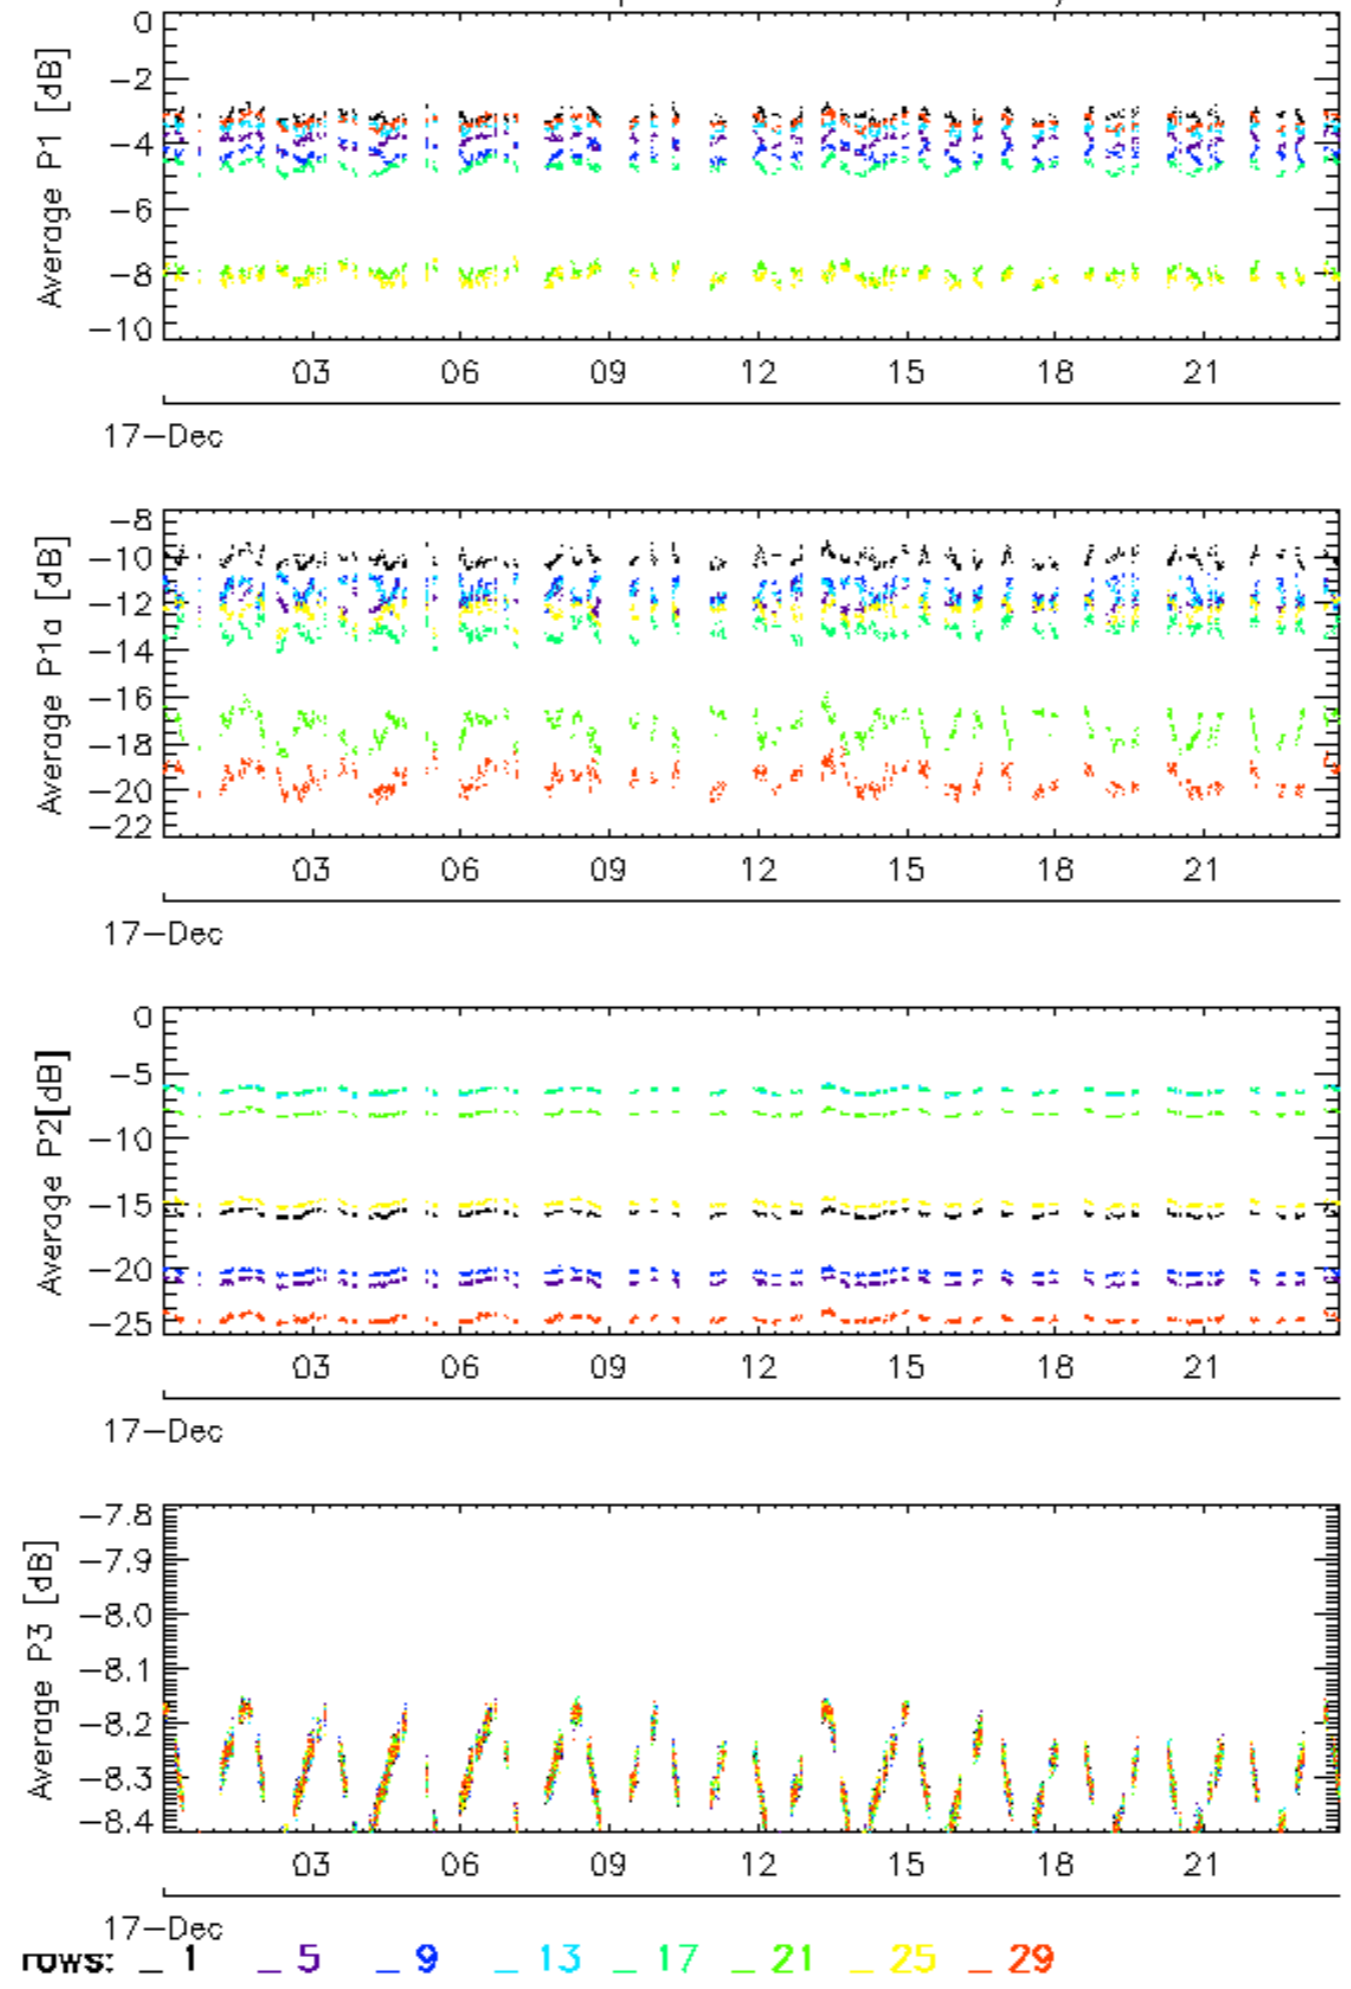 0
-2
-4
-6
-8
-10
Average P1 [dB]
03 06 09 12 15 18 21
17-Dec
-8
-10
-12
-14
-16
-18
-20
-22
Average P1a [dB]
03 06 09 12 15 18 21
17-Dec
0
-5
-10
-15
-20
-25
Average P2[dB]
03 06 09 12 15 18 21
17-Dec
-7.8
-7.9
-8.0
-8.1
-8.2
-8.3
-8.4
Average P3 [dB]
03 06 09 12 15 18 21
17-Dec
rows: _ 1 _ 5 _ 9 _ 13 _ 17 _ 21 _ 25 _ 29